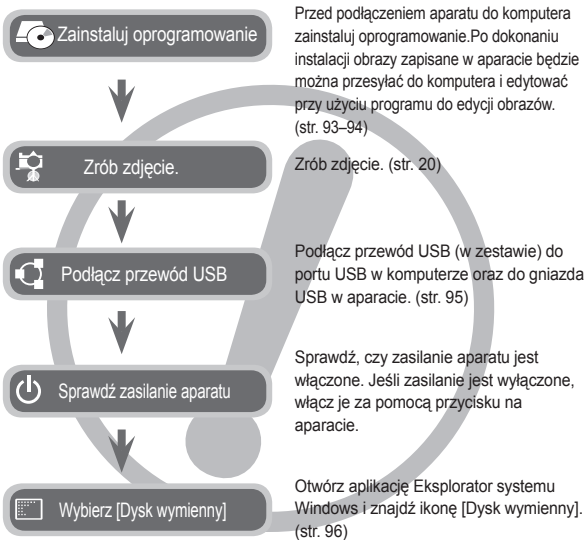 Zainstaluj oprogramowanie
Przed podłączeniem aparatu do komputera
zainstaluj oprogramowanie.Po dokonaniu
instalacji obrazy zapisane w aparacie będzie
można przesyłać do komputera i edytować
przy użyciu programu do edycji obrazów.
(str. 93–94)
Zrób zdjęcie.
Zrób zdjęcie. (str. 20)
Podłącz przewód USB
Podłącz przewód USB (w zestawie) do
portu USB w komputerze oraz do gniazda
USB w aparacie. (str. 95)
Sprawdź zasilanie aparatu
Sprawdź, czy zasilanie aparatu jest
włączone. Jeśli zasilanie jest wyłączone,
włącz je za pomocą przycisku na
aparacie.
Wybierz [Dysk wymienny]
Otwórz aplikację Eksplorator systemu
Windows i znajdź ikonę [Dysk wymienny].
(str. 96)